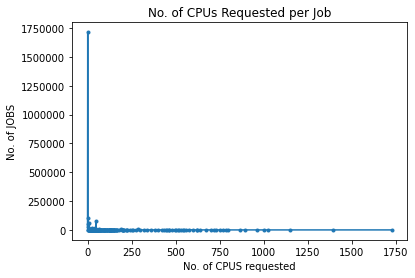 No. of CPUs Requested per Job
1750000
1500000
1250000
1000000
750000
500000
250000
0
No. of JOBS
0 250 500 750 1000 1250 1500 1750
No. of CPUS requested